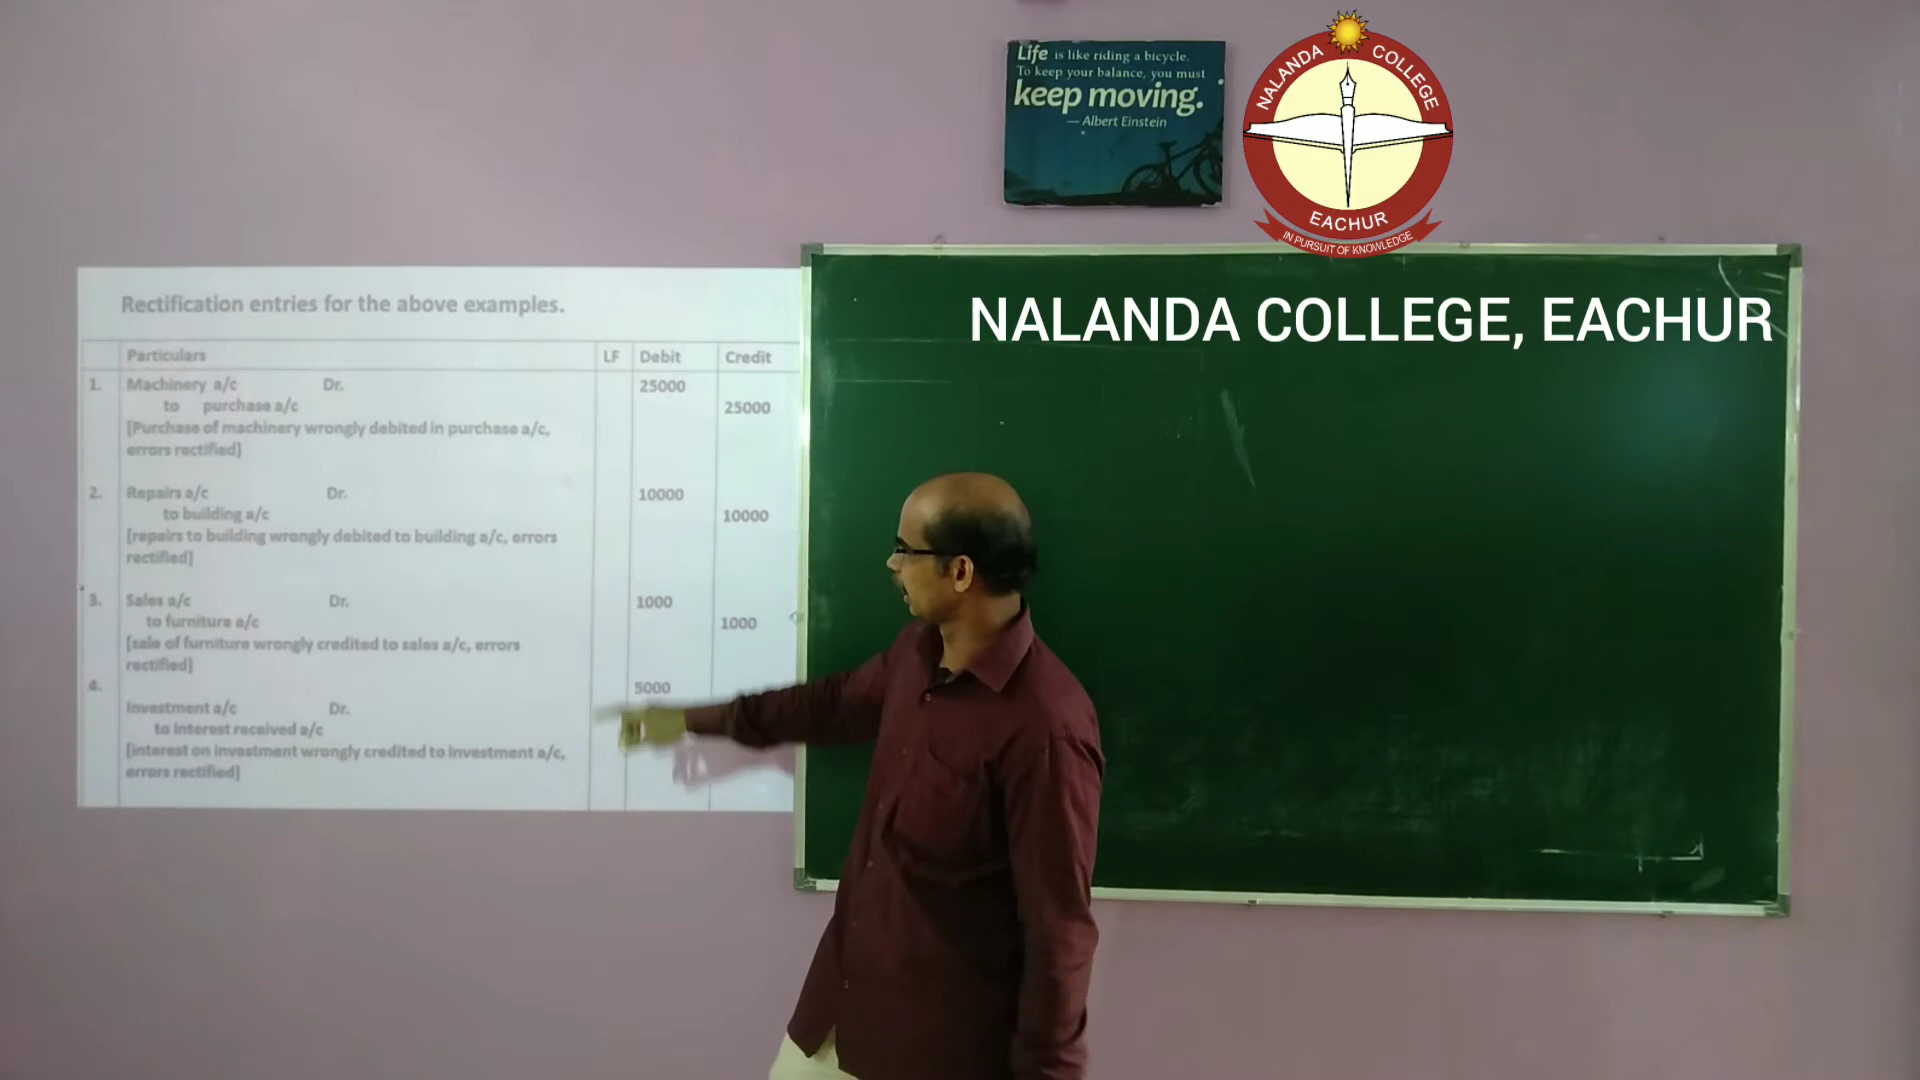 Life is like riding a bicycle.
To keep your balance, you must
keep moving.
— Albert Einstein
NALANDA COLLEGE
EACHUR
IN PURSUIT OF KNOWLEDGE
NALANDA COLLEGE, EACHUR
Rectification entries for the above examples.
Particulars LF Debit Credit
1. Machinery a/c Dr. 25000
to purchase a/c 25000
[Purchase of machinery wrongly debited in purchase a/c,
errors rectified]
2. Repairs a/c Dr. 10000
to building a/c 10000
[repairs to building wrongly debited to building a/c, errors
rectified]
3. Sales a/c Dr. 1000
to furniture a/c 1000
[sale of furniture wrongly credited to sales a/c, errors
rectified]
4. 5000
Investment a/c Dr.
to interest received a/c
[interest on investment wrongly credited to investment a/c,
errors rectified]